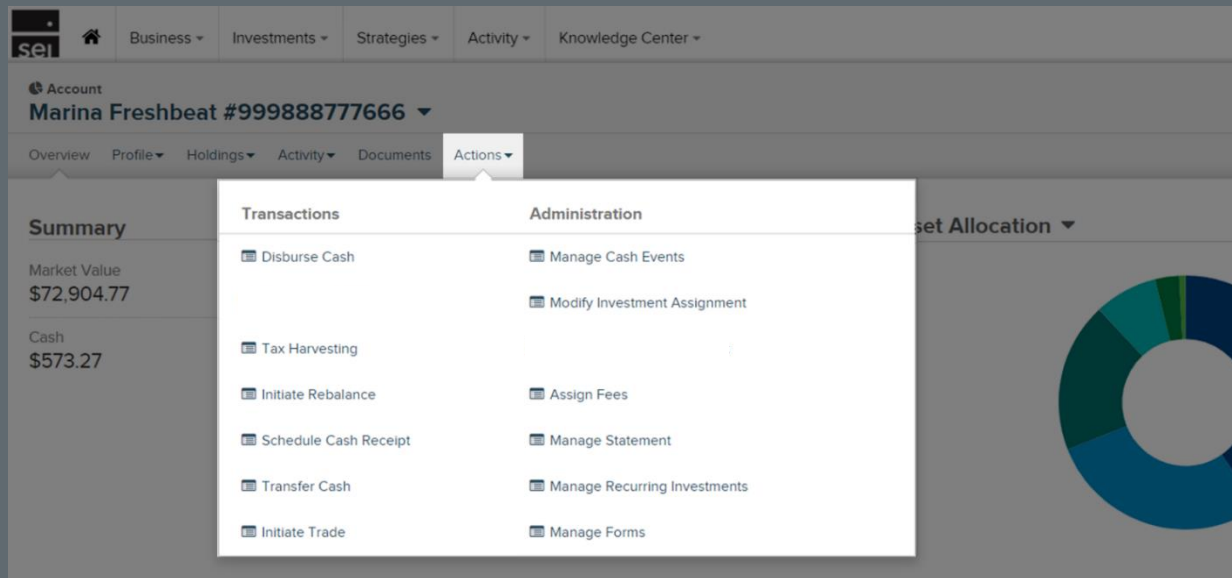 sei
Business Investments Strategies Activity Knowledge Center
Account
Marina Freshbeat #999888777666
Overview Profile Holdings Activity Documents Actions
Summary
Market Value
$72,904.77
Cash
$573.27
Transactions
Disburse Cash
Tax Harvesting
Initiate Rebalance
Schedule Cash Receipt
Transfer Cash
Initiate Trade
Administration
Manage Cash Events
Modify Investment Assignment
Assign Fees
Manage Statement
Manage Recurring Investments
Manage Forms
set Allocation